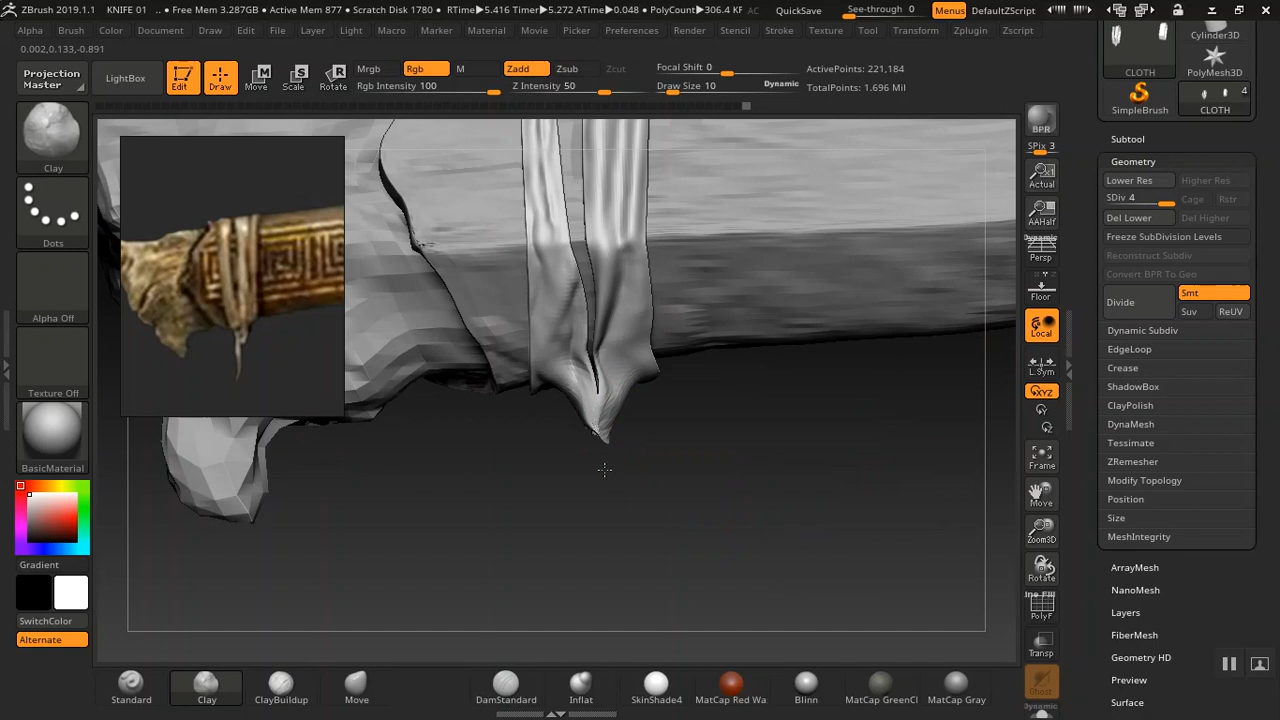 ZBrush 2019.1.1 KNIFE 01 .. • Free Mem 3.287GB • Active Mem 877 • Scratch Disk 1780 • RTime▸5.416 Timer▸5.272 ATime▸0.048 • PolyCount▸306.4 KF AC QuickSave See-through 0 Menus DefaultZScript
Alpha Brush Color Document Draw Edit File Layer Light Macro Marker Material Movie Picker Preferences Render Stencil Stroke Texture Tool Transform Zplugin Zscript
0.002,0.133,-0.891
Projection Master LightBox Edit Draw Move Scale Rotate
Mrgb Rgb M Zadd Zsub Zcut Focal Shift 0 ActivePoints: 221,184
Rgb Intensity 100 Z Intensity 50 Draw Size 10 Dynamic TotalPoints: 1.696 Mil
Clay
Dots
Alpha Off
Texture Off
BasicMaterial
Gradient
SwitchColor
Alternate
BPR
SPix 3
Actual
AAHalf
Dynamic
Persp
Floor
Local
L.Sym
XYZ
Y
Z
Frame
Move
Zoom3D
Rotate
Line Fill
PolyF
Transp
Ghost
Dynamic
Cylinder3D
CLOTH PolyMesh3D
4
SimpleBrush CLOTH
Subtool
Geometry
Lower Res Higher Res
SDiv 4 Cage Rstr
Del Lower Del Higher
Freeze SubDivision Levels
Reconstruct Subdiv
Convert BPR To Geo
Divide Smt
Suv ReUV
Dynamic Subdiv
EdgeLoop
Crease
ShadowBox
ClayPolish
DynaMesh
Tessimate
ZRemesher
Modify Topology
Position
Size
MeshIntegrity
ArrayMesh
NanoMesh
Layers
FiberMesh
Geometry HD
Preview
Surface
Standard Clay ClayBuildup Move DamStandard Inflat SkinShade4 MatCap Red Wa Blinn MatCap GreenCl MatCap Gray